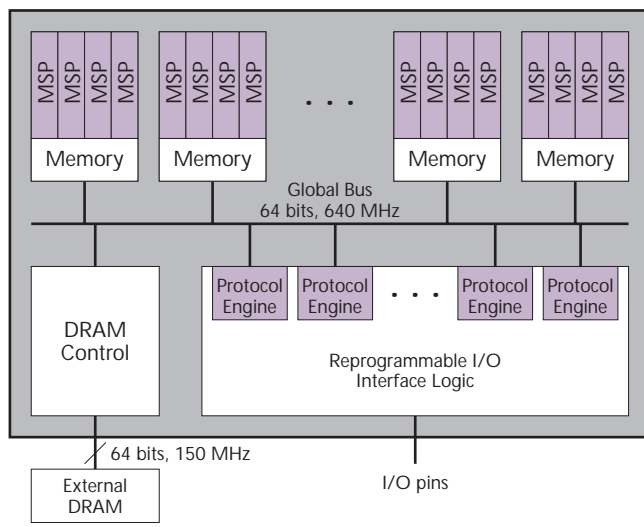 MSP MSP MSP MSP
MSP MSP MSP MSP
. . .
MSP MSP MSP MSP
MSP MSP MSP MSP
Memory
Memory
Memory
Memory
Global Bus
64 bits, 640 MHz
DRAM
Control
Protocol
Engine
Protocol
Engine
. . .
Protocol
Engine
Protocol
Engine
Reprogrammable I/O
Interface Logic
64 bits, 150 MHz
External
DRAM
I/O pins